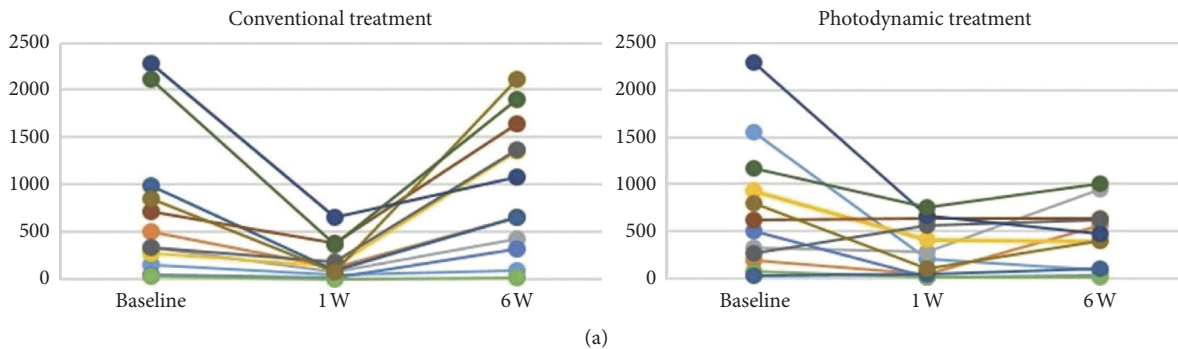 Conventional treatment
2500
2000
1500
1000
500
0
Baseline
1 W
6 W
Photodynamic treatment
2500
2000
1500
1000
500
0
Baseline
1 W
6 W
(a)